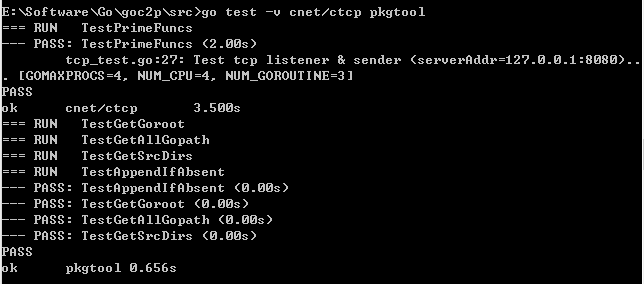 E:\Software\Go\goc2p\src>go test -v cnet/ctcp pkgtool
=== RUN   TestPrimeFuncs
--- PASS: TestPrimeFuncs (2.00s)
        tcp_test.go:27: Test tcp listener & sender (serverAddr=127.0.0.1:8080)..
. [GOMAXPROCS=4, NUM_CPU=4, NUM_GOROUTINE=3]
PASS
ok      cnet/ctcp       3.500s
=== RUN   TestGetGoroot
=== RUN   TestGetAllGopath
=== RUN   TestGetSrcDirs
=== RUN   TestAppendIfAbsent
--- PASS: TestAppendIfAbsent (0.00s)
--- PASS: TestGetGoroot (0.00s)
--- PASS: TestGetAllGopath (0.00s)
--- PASS: TestGetSrcDirs (0.00s)
PASS
ok      pkgtool 0.656s